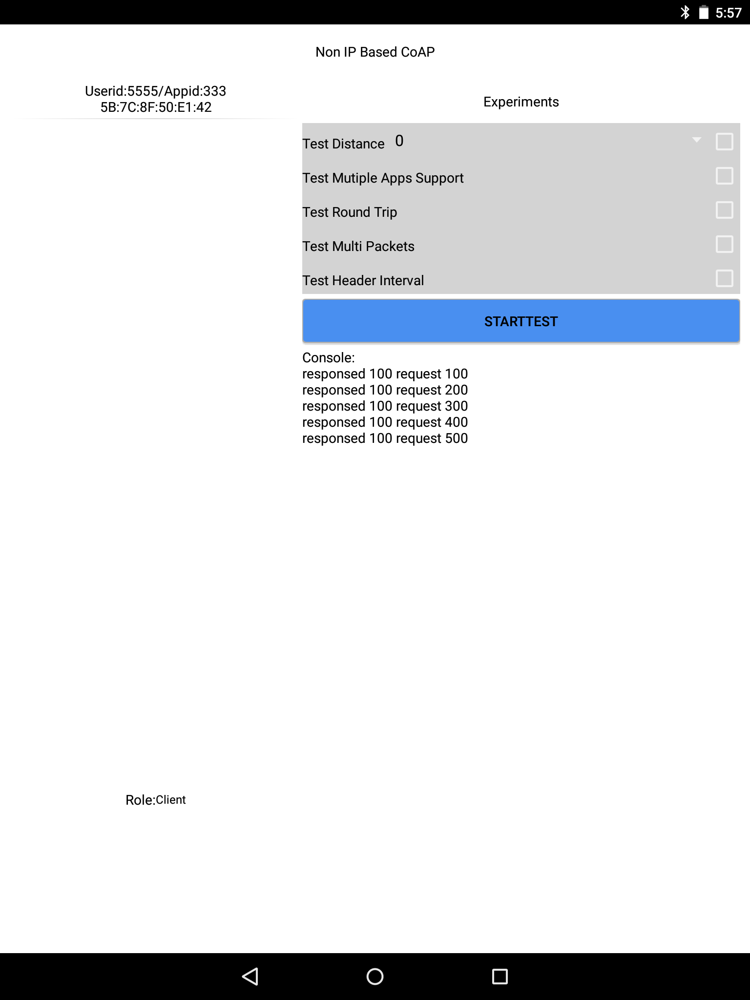 5:57
Non IP Based CoAP
Userid:5555/Appid:333
5B:7C:8F:50:E1:42
Experiments
Test Distance 0
Test Mutiple Apps Support
Test Round Trip
Test Multi Packets
Test Header Interval
STARTTEST
Console:
responsed 100 request 100
responsed 100 request 200
responsed 100 request 300
responsed 100 request 400
responsed 100 request 500
Role:Client